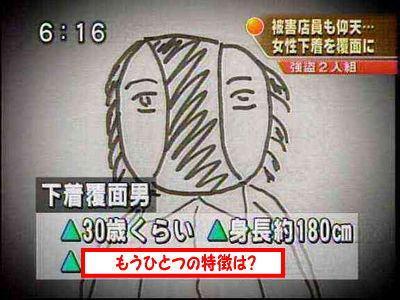 6:16
被害店員も仰天…
女性下着を覆面に
強盗2人組
下着覆面男
▲30歳くらい ▲身長約180cm
▲もうひとつの特徴は?